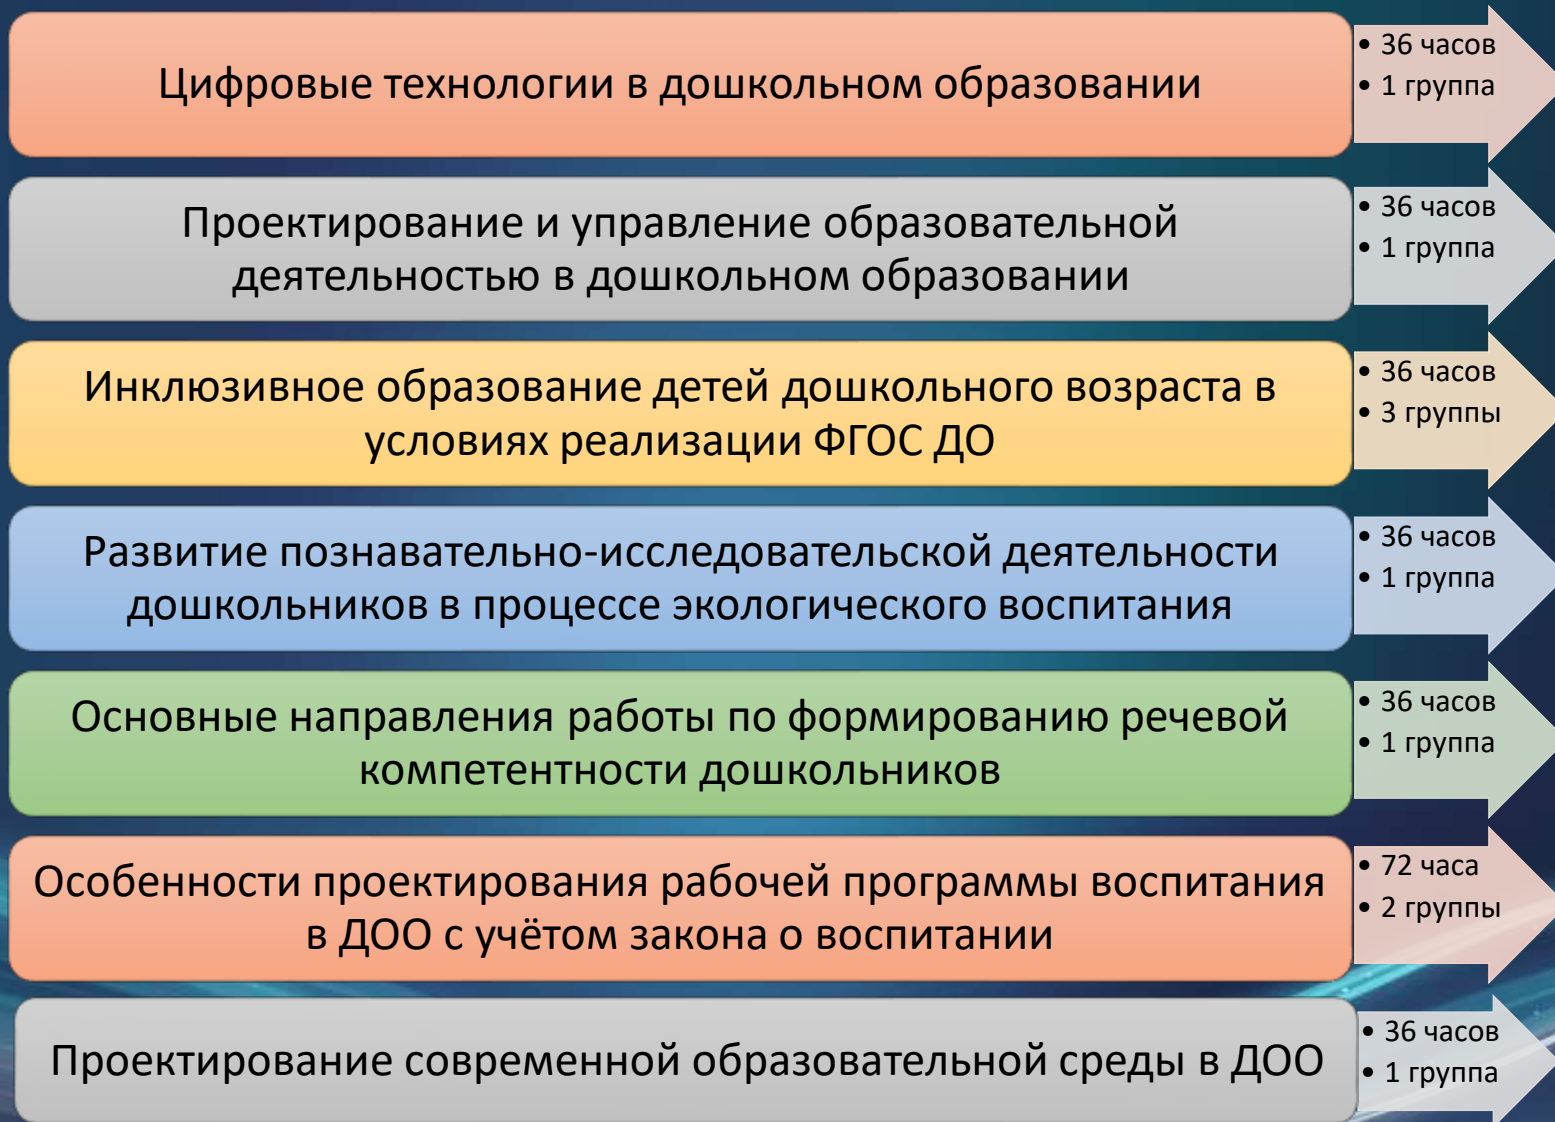 Цифровые технологии в дошкольном образовании
• 36 часов
• 1 группа
Проектирование и управление образовательной
деятельностью в дошкольном образовании
• 36 часов
• 1 группа
Инклюзивное образование детей дошкольного возраста в
условиях реализации ФГОС ДО
• 36 часов
• 3 группы
Развитие познавательно-исследовательской деятельности
дошкольников в процессе экологического воспитания
• 36 часов
• 1 группа
Основные направления работы по формированию речевой
компетентности дошкольников
• 36 часов
• 1 группа
Особенности проектирования рабочей программы воспитания
в ДОО с учётом закона о воспитании
• 72 часа
• 2 группы
Проектирование современной образовательной среды в ДОО
• 36 часов
• 1 группа